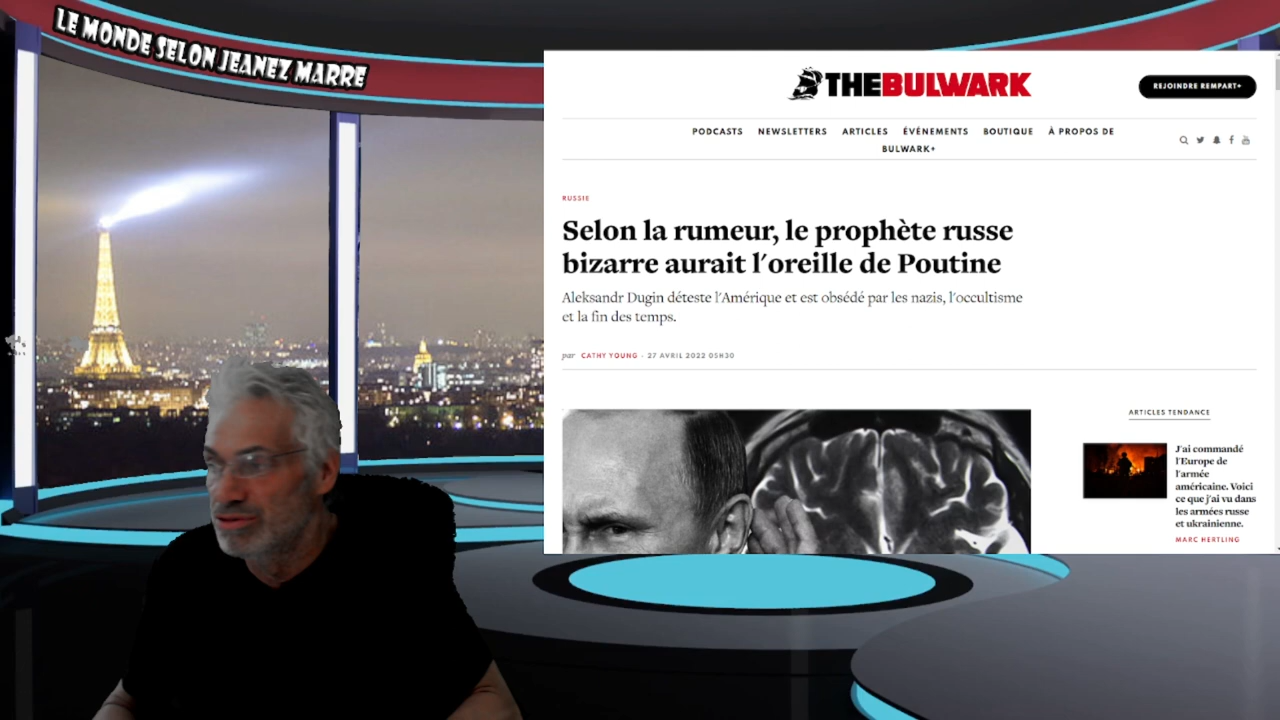 LE MONDE SELON JEANEZ MARRE
THEBULWARK
REJOINDRE REMPART+
PODCASTS NEWSLETTERS ARTICLES ÉVÉNEMENTS BOUTIQUE À PROPOS DE
BULWARK+
RUSSIE
Selon la rumeur, le prophète russe
bizarre aurait l'oreille de Poutine
Aleksandr Dugin déteste l'Amérique et est obsédé par les nazis, l'occultisme
et la fin des temps.
par CATHY YOUNG - 27 AVRIL 2022 05H30
ARTICLES TENDANCE
J'ai commandé
l'Europe de
l'armée
américaine. Voici
ce que j'ai vu dans
les armées russe
et ukrainienne.
MARC HERTLING